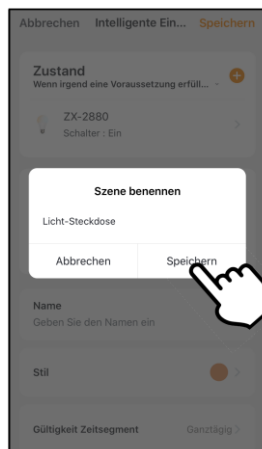 Abbrechen Intelligente Ein... Speichern
Zustand
Wenn irgend eine Voraussetzung erfüll...
ZX-2880
Schalter : Ein
Szene benennen
Licht-Steckdose
Abbrechen Speichern
Name
Geben Sie den Namen ein
Stil
Gültigkeit Zeitsegment Ganztägig